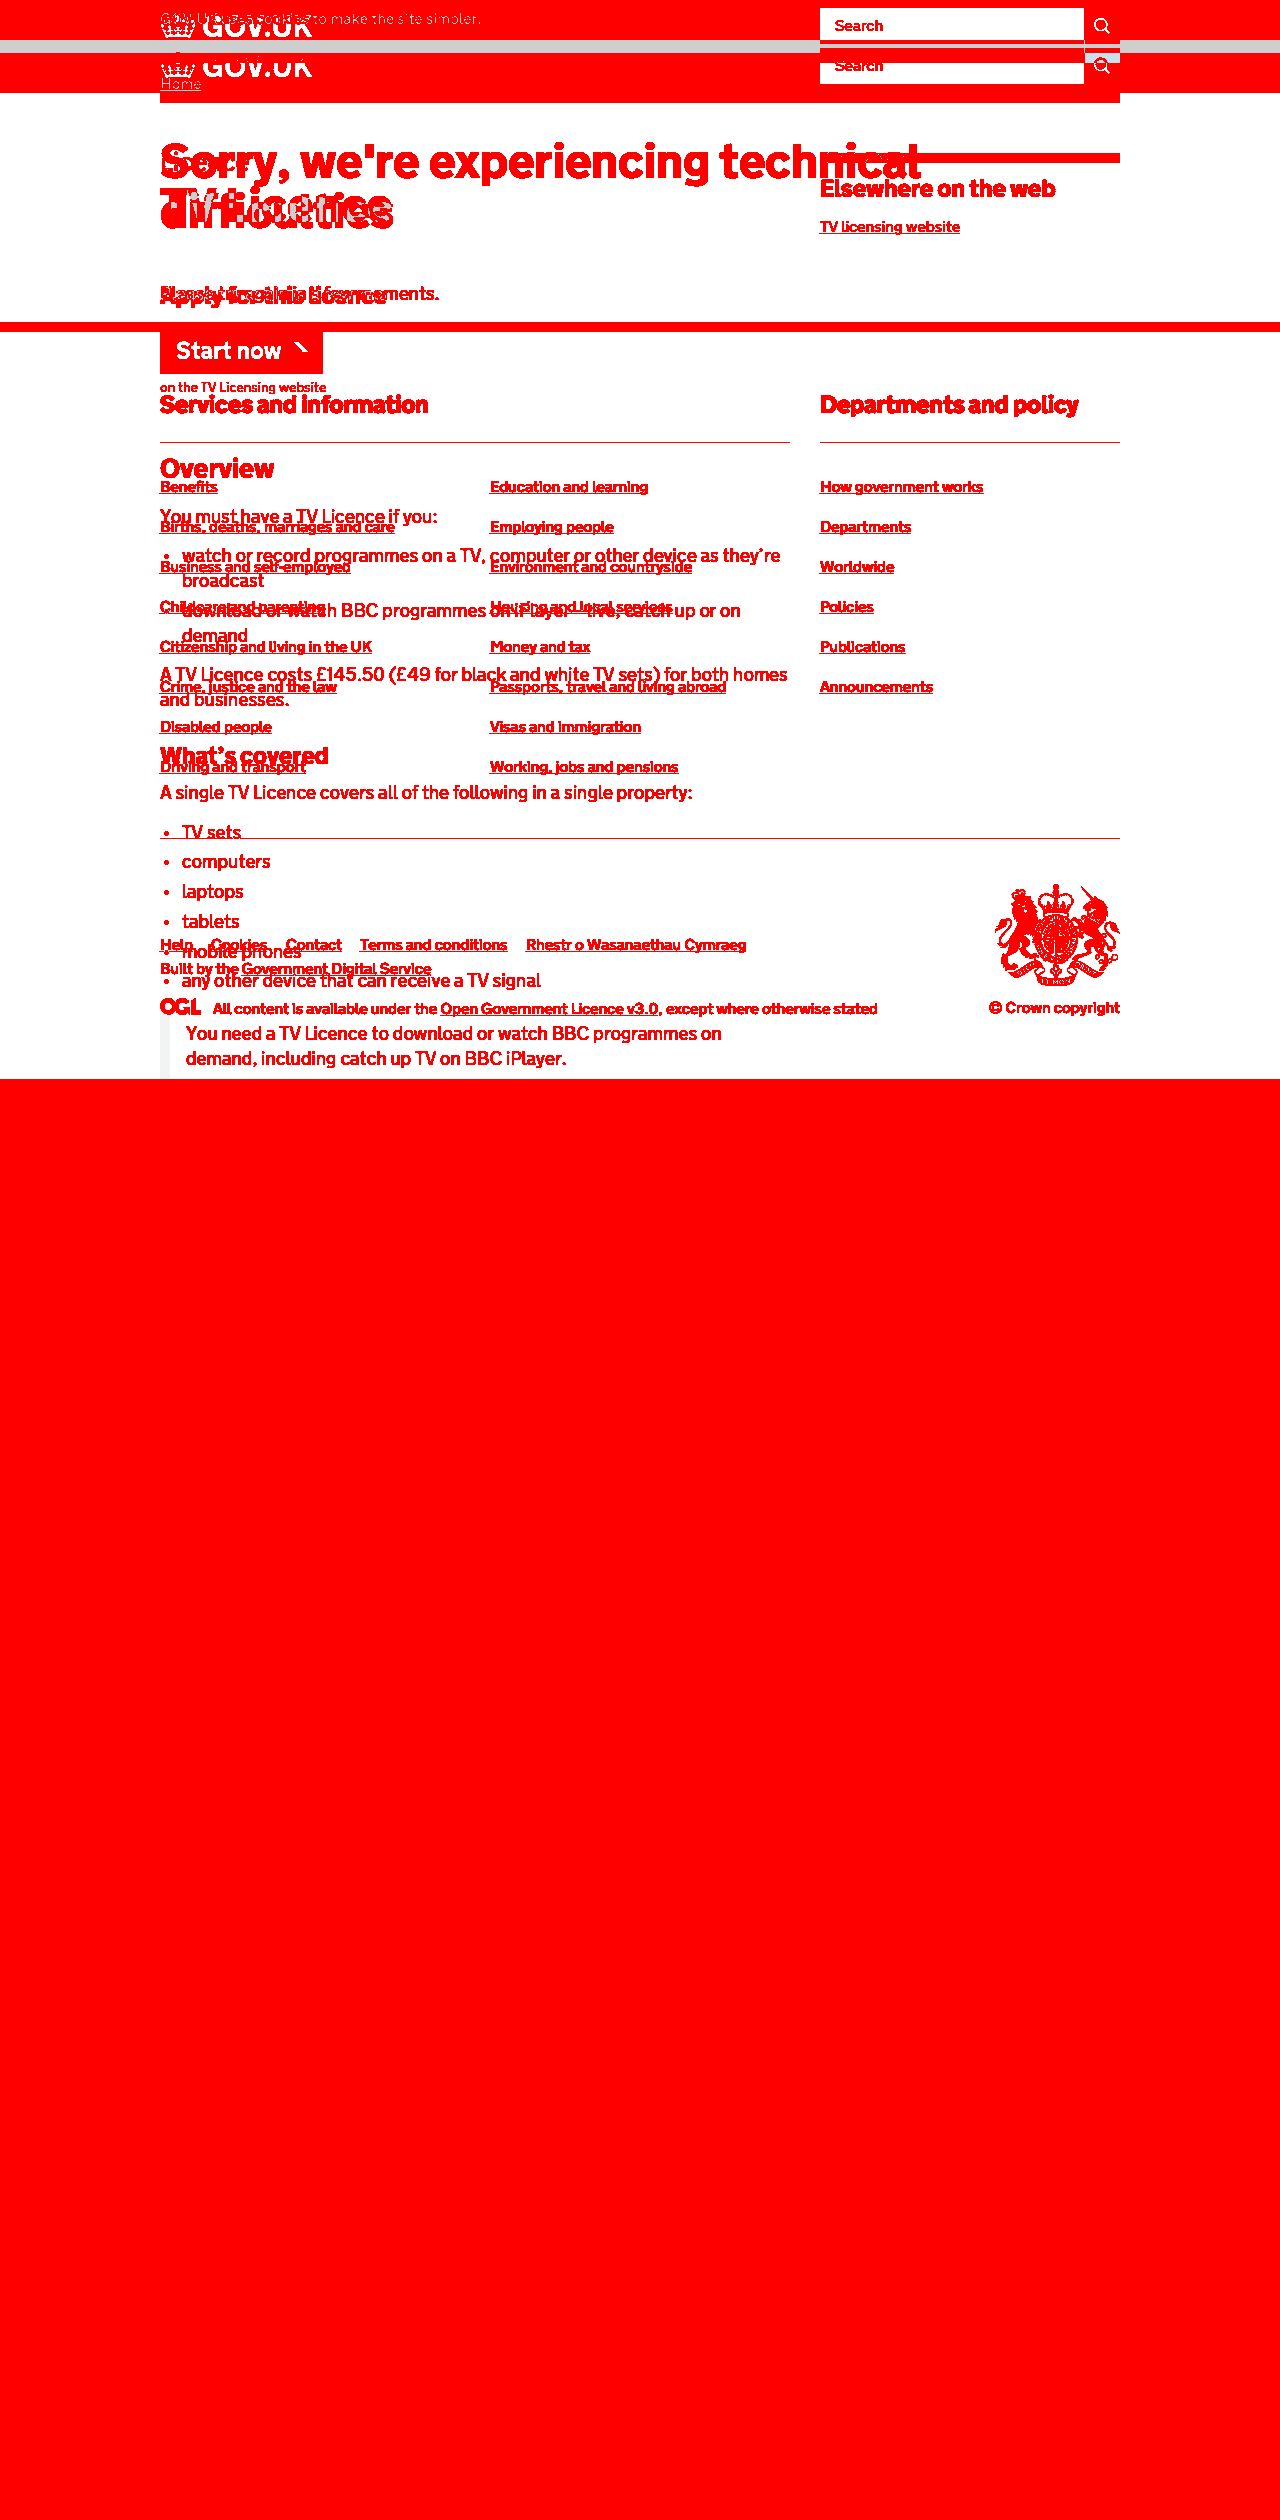 GOV.UK uses cookies to make the site simpler.
GOV.UK
Search
GOV.UK
Search
Home
Sorry, we're experiencing technical
difficulties
TV Licence
Elsewhere on the web
TV licensing website
Apply for this licence
Start now
on the TV Licensing website
Services and information
Departments and policy
Overview
Benefits
Education and learning
How government works
You must have a TV Licence if you:
Births, deaths, marriages and care
Employing people
Departments
• watch or record programmes on a TV, computer or other device as they're
Business and self-employed
Environment and countryside
Worldwide
broadcast
Childcare and parenting
Housing and local services
Policies
• download or watch BBC programmes on iPlayer – live, catch up or on
demand
Citizenship and living in the UK
Money and tax
Publications
A TV Licence costs £145.50 (£49 for black and white TV sets) for both homes
Crime, justice and the law
Passports, travel and living abroad
Announcements
and businesses.
Disabled people
Visas and immigration
What's covered
Driving and transport
Working, jobs and pensions
A single TV Licence covers all of the following in a single property:
• TV sets
• computers
• laptops
• tablets
Help Cookies Contact Terms and conditions Rhestr o Wasanaethau Cymraeg
• mobile phones
Built by the Government Digital Service
• any other device that can receive a TV signal
OGL All content is available under the Open Government Licence v3.0, except where otherwise stated
© Crown copyright
You need a TV Licence to download or watch BBC programmes on
demand, including catch up TV on BBC iPlayer.